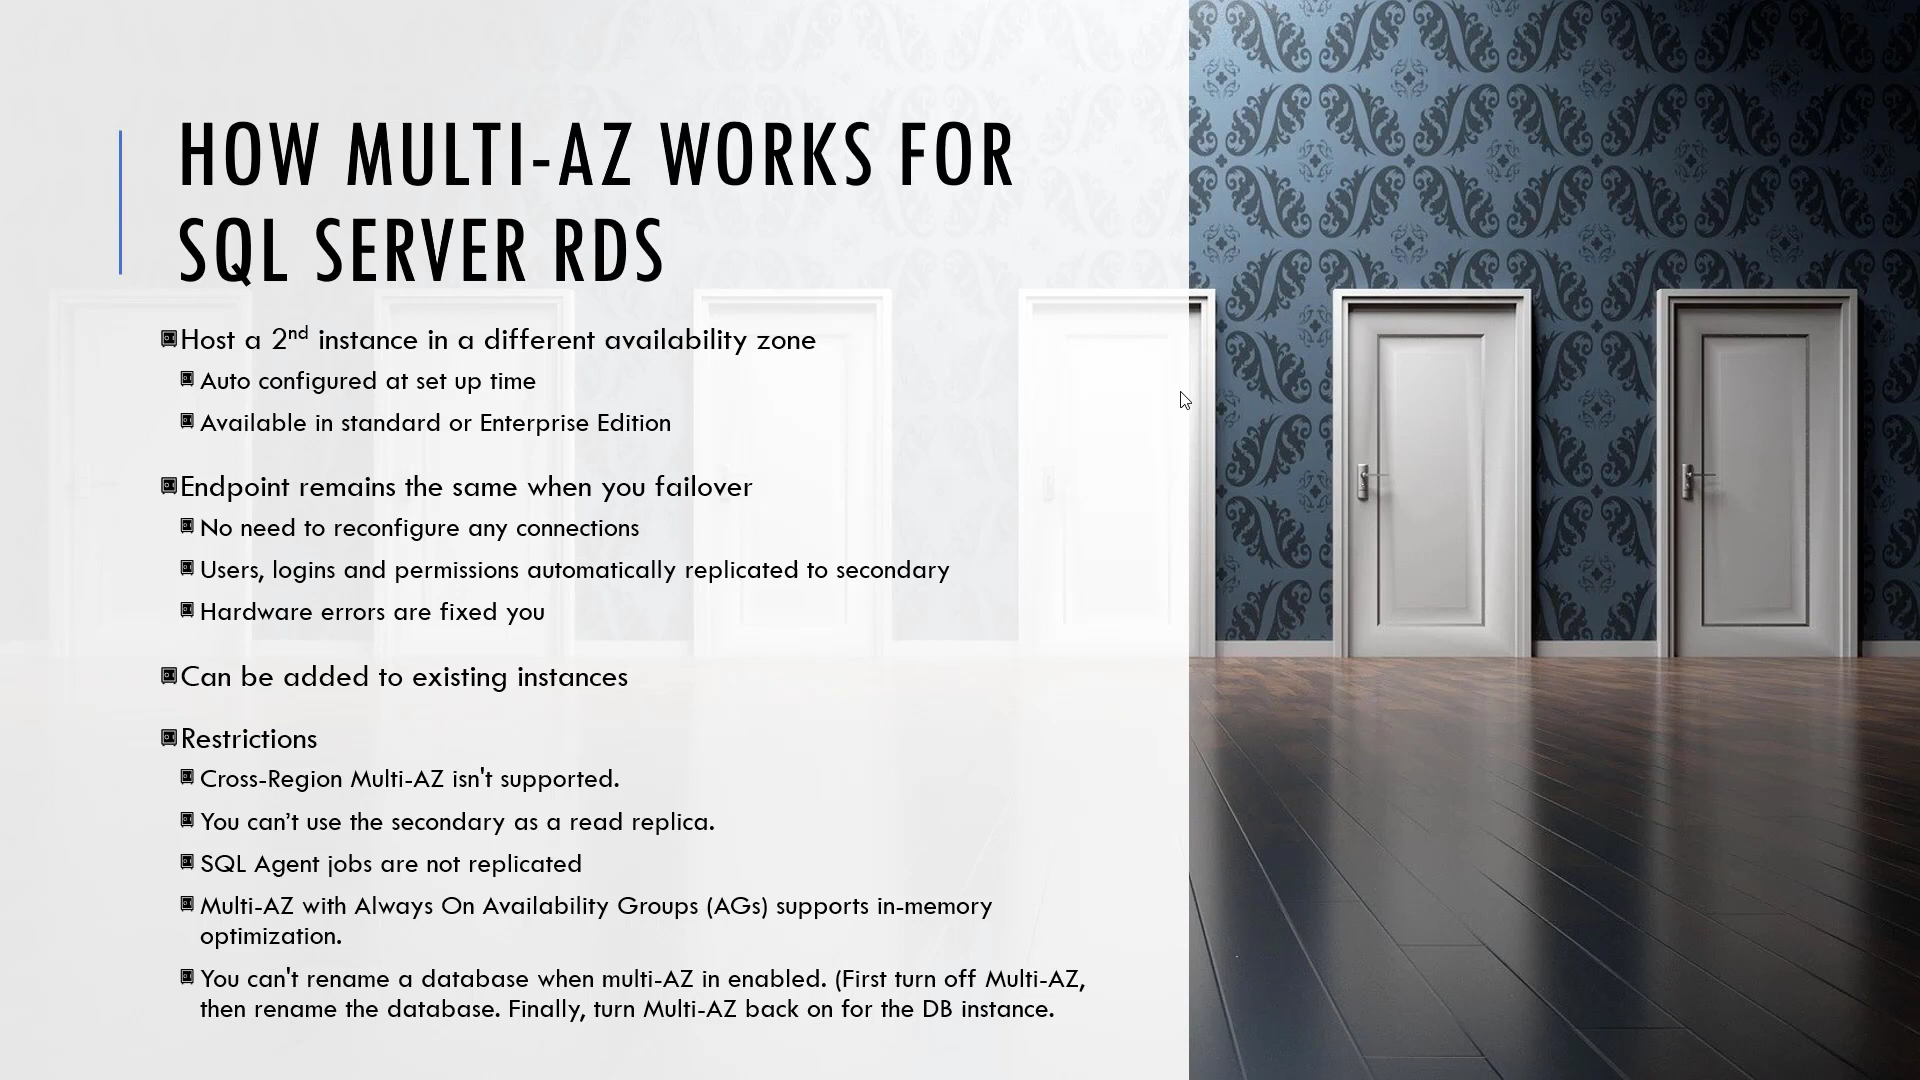 HOW MULTI-AZ WORKS FOR
SQL SERVER RDS
Host a 2nd instance in a different availability zone
Auto configured at set up time
Available in standard or Enterprise Edition
Endpoint remains the same when you failover
No need to reconfigure any connections
Users, logins and permissions automatically replicated to secondary
Hardware errors are fixed you
Can be added to existing instances
Restrictions
Cross-Region Multi-AZ isn't supported.
You can’t use the secondary as a read replica.
SQL Agent jobs are not replicated
Multi-AZ with Always On Availability Groups (AGs) supports in-memory
optimization.
You can't rename a database when multi-AZ in enabled. (First turn off Multi-AZ,
then rename the database. Finally, turn Multi-AZ back on for the DB instance.